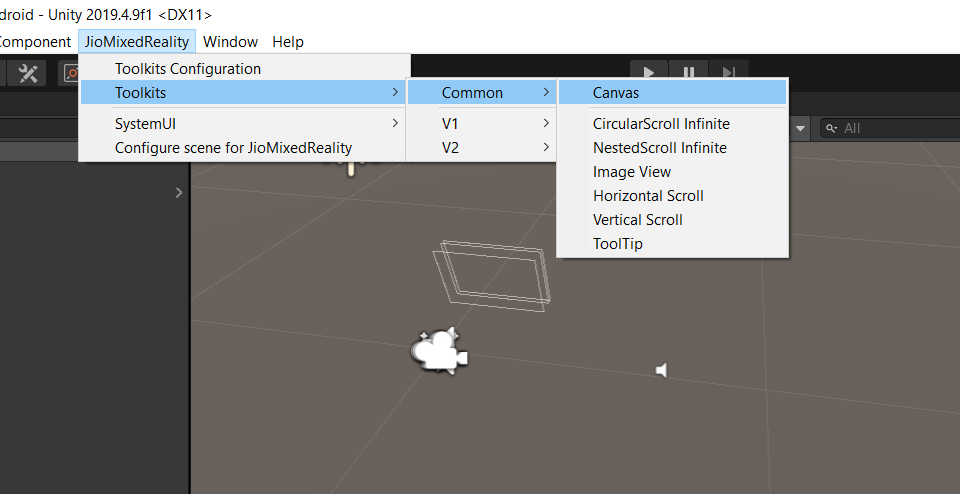 droid - Unity 2019.4.9f1 <DX11>
Component JioMixedReality Window Help
Toolkits Configuration
Toolkits Common Canvas
SystemUI V1 CircularScroll Infinite
Configure scene for JioMixedReality V2 NestedScroll Infinite
Image View
Horizontal Scroll
Vertical Scroll
ToolTip
All